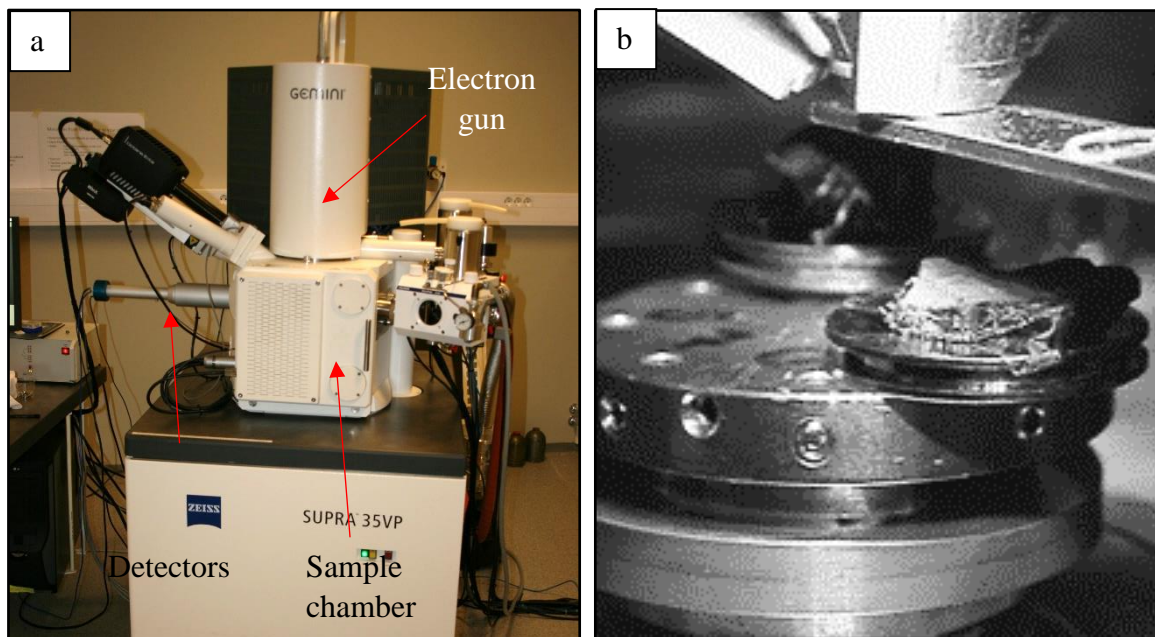 a
b
Electron
gun
GEMINI
ZEISS
SUPRA 35VP
Detectors
Sample
chamber